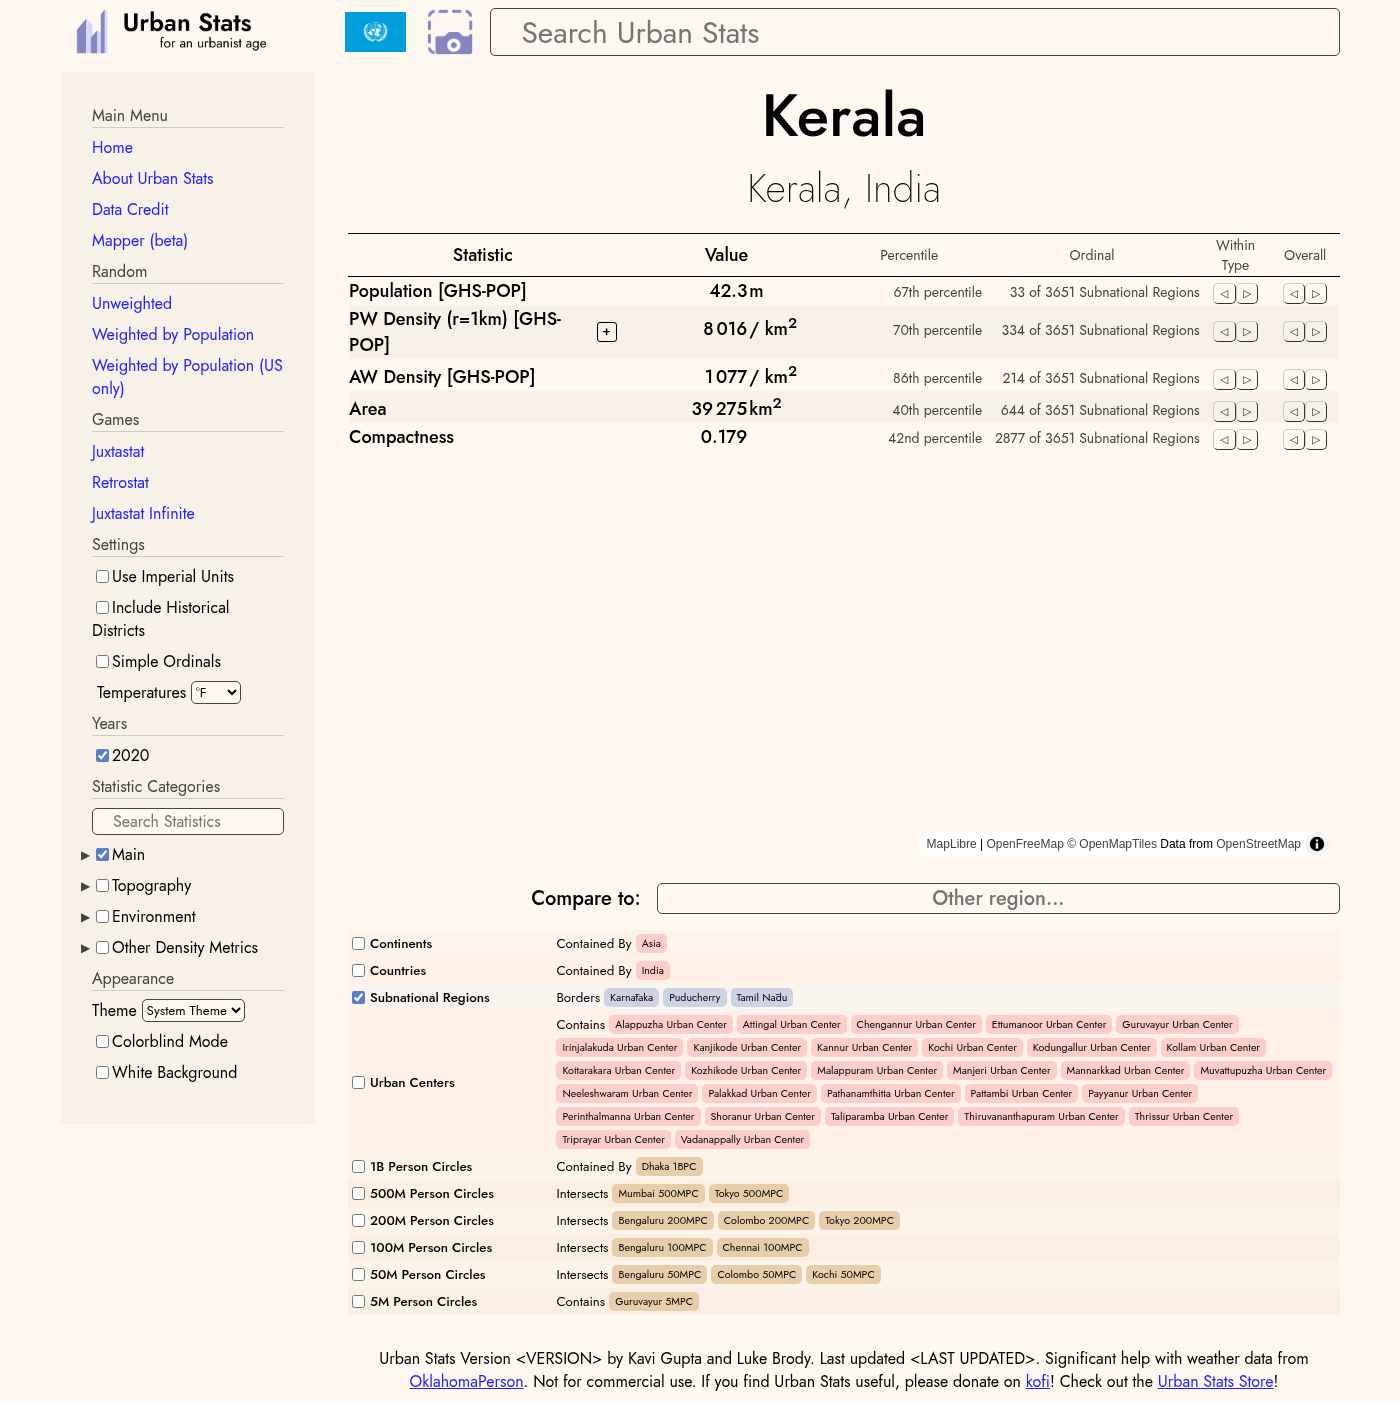 Urban Stats
for an urbanist age
Search Urban Stats
Main Menu
Home
About Urban Stats
Data Credit
Mapper (beta)
Random
Unweighted
Weighted by Population
Weighted by Population (US
only)
Games
Juxtastat
Retrostat
Juxtastat Infinite
Settings
Use Imperial Units
Include Historical
Districts
Simple Ordinals
Temperatures °F
Years
2020
Statistic Categories
Search Statistics
Main
Topography
Environment
Other Density Metrics
Appearance
Theme System Theme
Colorblind Mode
White Background
Kerala
Kerala, India
Statistic Value Percentile Ordinal Within Type Overall
Population [GHS-POP] 42.3 m 67th percentile 33 of 3651 Subnational Regions
PW Density (r=1km) [GHS-
POP] + 8 016 / km² 70th percentile 334 of 3651 Subnational Regions
AW Density [GHS-POP] 1 077 / km² 86th percentile 214 of 3651 Subnational Regions
Area 39 275 km² 40th percentile 644 of 3651 Subnational Regions
Compactness 0.179 42nd percentile 2877 of 3651 Subnational Regions
MapLibre | OpenFreeMap © OpenMapTiles Data from OpenStreetMap
Compare to: Other region...
Continents Contained By Asia
Countries Contained By India
Subnational Regions Borders Karnātaka Puducherry Tamil Nādu
Contains Alappuzha Urban Center Attingal Urban Center Chengannur Urban Center Ettumanoor Urban Center Guruvayur Urban Center
Irinjalakuda Urban Center Kanjikode Urban Center Kannur Urban Center Kochi Urban Center Kodungallur Urban Center Kollam Urban Center
Kottarakara Urban Center Kozhikode Urban Center Malappuram Urban Center Manjeri Urban Center Mannarkkad Urban Center Muvattupuzha Urban Center
Urban Centers
Neeleshwaram Urban Center Palakkad Urban Center Pathanamthitta Urban Center Pattambi Urban Center Payyanur Urban Center
Perinthalmanna Urban Center Shoranur Urban Center Taliparamba Urban Center Thiruvananthapuram Urban Center Thrissur Urban Center
Triprayar Urban Center Vadanappally Urban Center
1B Person Circles Contained By Dhaka 1BPC
500M Person Circles Intersects Mumbai 500MPC Tokyo 500MPC
200M Person Circles Intersects Bengaluru 200MPC Colombo 200MPC Tokyo 200MPC
100M Person Circles Intersects Bengaluru 100MPC Chennai 100MPC
50M Person Circles Intersects Bengaluru 50MPC Colombo 50MPC Kochi 50MPC
5M Person Circles Contains Guruvayur 5MPC
Urban Stats Version <VERSION> by Kavi Gupta and Luke Brody. Last updated <LAST UPDATED>. Significant help with weather data from
OklahomaPerson. Not for commercial use. If you find Urban Stats useful, please donate on kofi! Check out the Urban Stats Store!